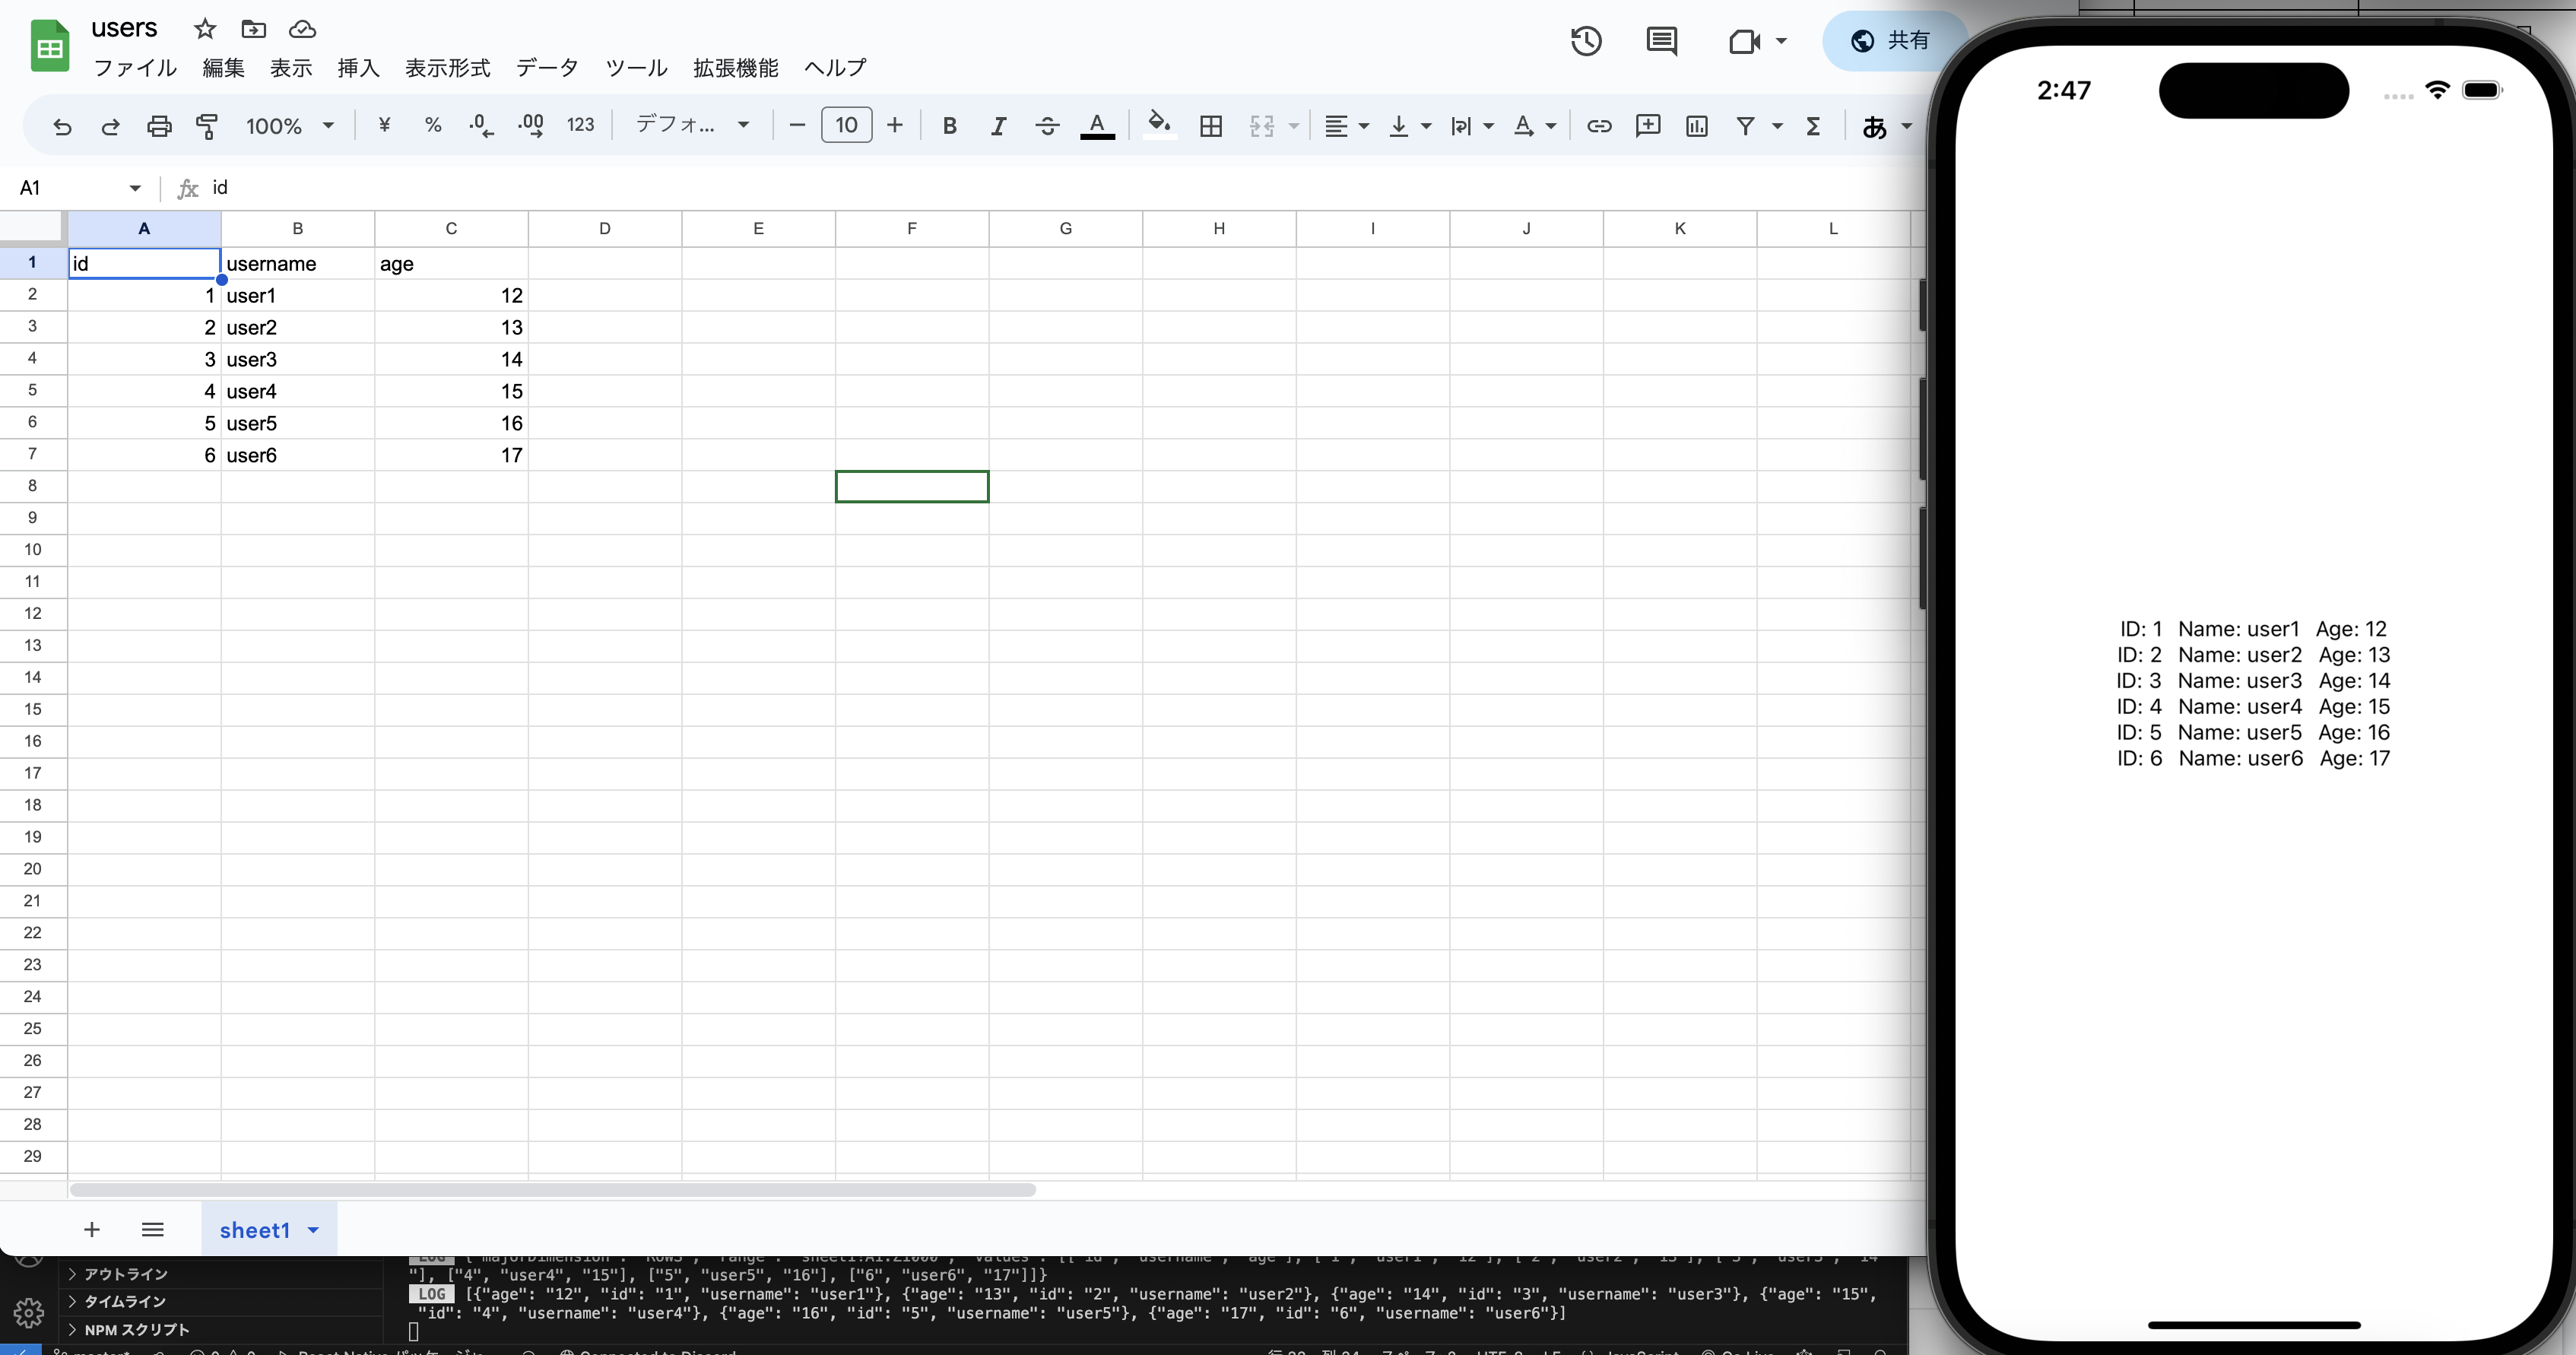 users
ファイル 編集 表示 挿入 表示形式 データ ツール 拡張機能 ヘルプ
共有
100% ¥ % .0 .00 123 デフォ... 10 B I A A Σ あ
A1 fx id
A B C D E F G H I J K L
1 id username age
2 1 user1 12
3 2 user2 13
4 3 user3 14
5 4 user4 15
6 5 user5 16
7 6 user6 17
8
9
10
11
12
13
14
15
16
17
18
19
20
21
22
23
24
25
26
27
28
29
sheet1
2:47
ID: 1 Name: user1 Age: 12
ID: 2 Name: user2 Age: 13
ID: 3 Name: user3 Age: 14
ID: 4 Name: user4 Age: 15
ID: 5 Name: user5 Age: 16
ID: 6 Name: user6 Age: 17
アウトライン
タイムライン
NPM スクリプト
"], ["4", "user4", "15"], ["5", "user5", "16"], ["6", "user6", "17"]]}
LOG [{"age": "12", "id": "1", "username": "user1"}, {"age": "13", "id": "2", "username": "user2"}, {"age": "14", "id": "3", "username": "user3"}, {"age": "15",
"id": "4", "username": "user4"}, {"age": "16", "id": "5", "username": "user5"}, {"age": "17", "id": "6", "username": "user6"}]